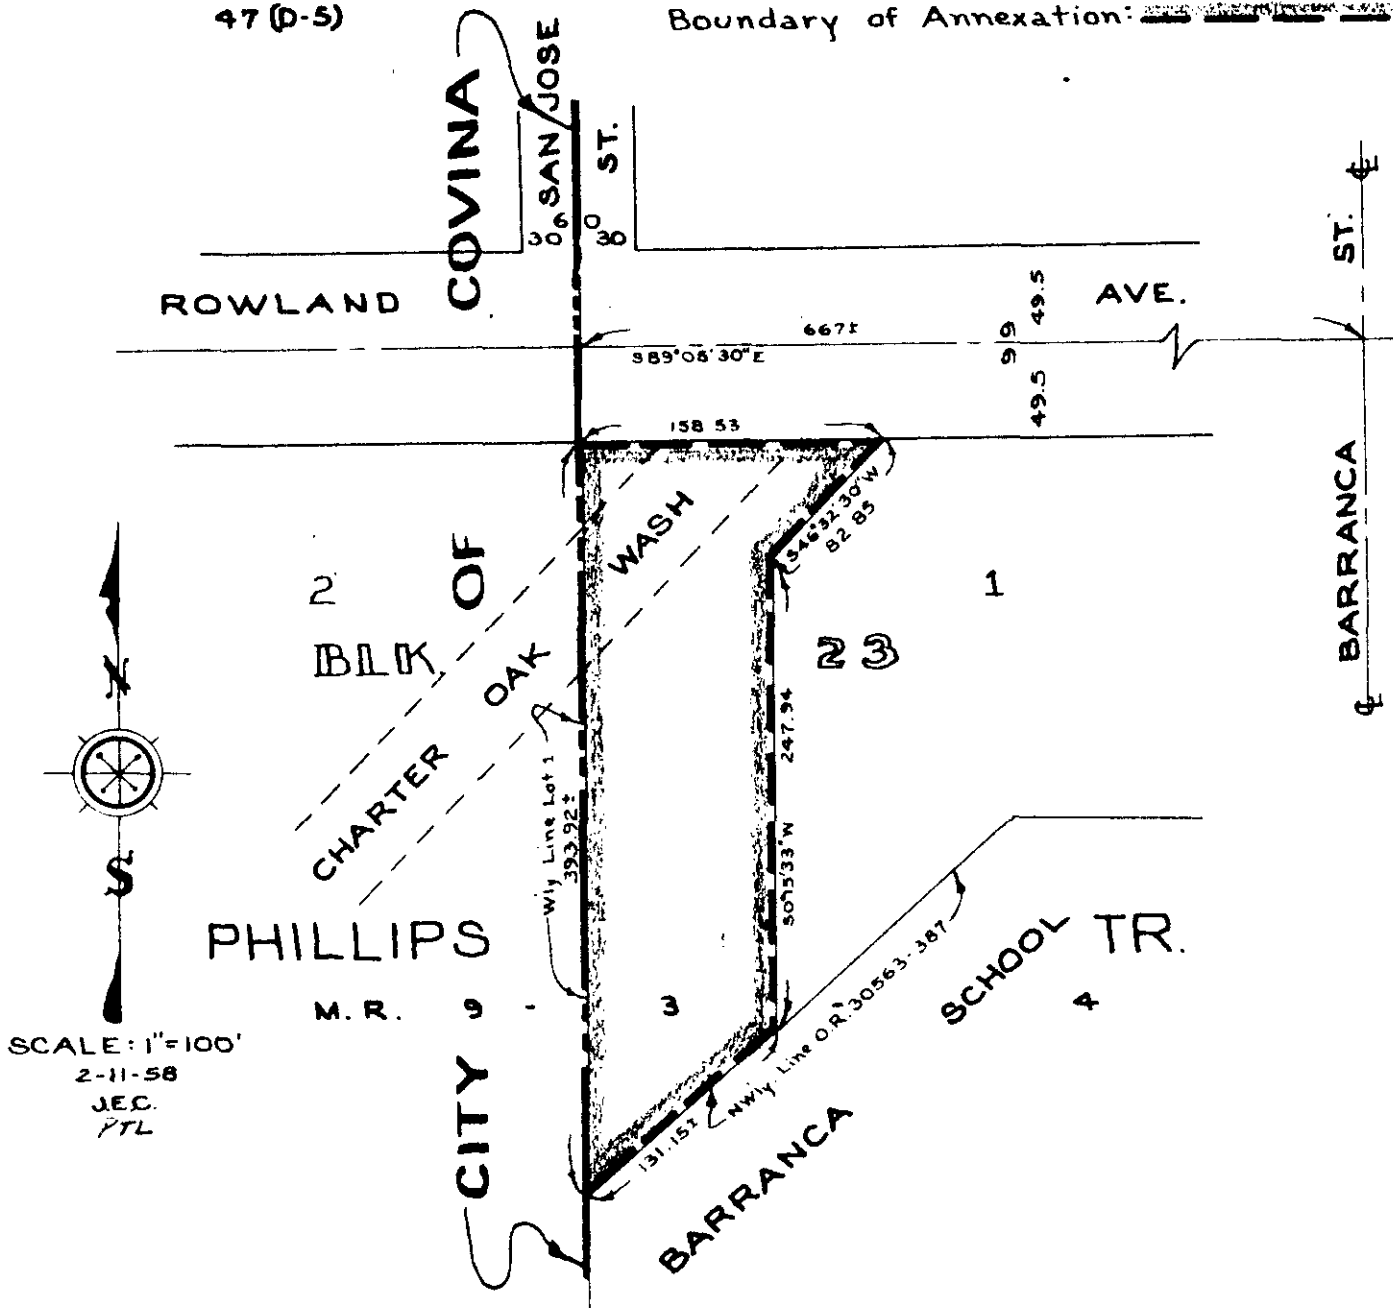 47 (D-5)
Boundary of Annexation:
CITY OF COVINA
SAN JOSE
ST.
60
30 30
ROWLAND
AVE.
667±
S89°08'30"E
99
49.5
49.5
ST.
BARRANCA
158.53
S46°32'30"W
82.85
WASH
OAK
CHARTER
2
1
BLK.
23
N
S
247.94
S0°15'33"W
Wly Line Lot 1
393.92±
PHILLIPS
TR.
M.R. 9 - 3
4
SCHOOL
BARRANCA
NWly Line O.R. 30563-387
131.15±
SCALE: 1"=100'
2-11-58
J.E.C.
PTL